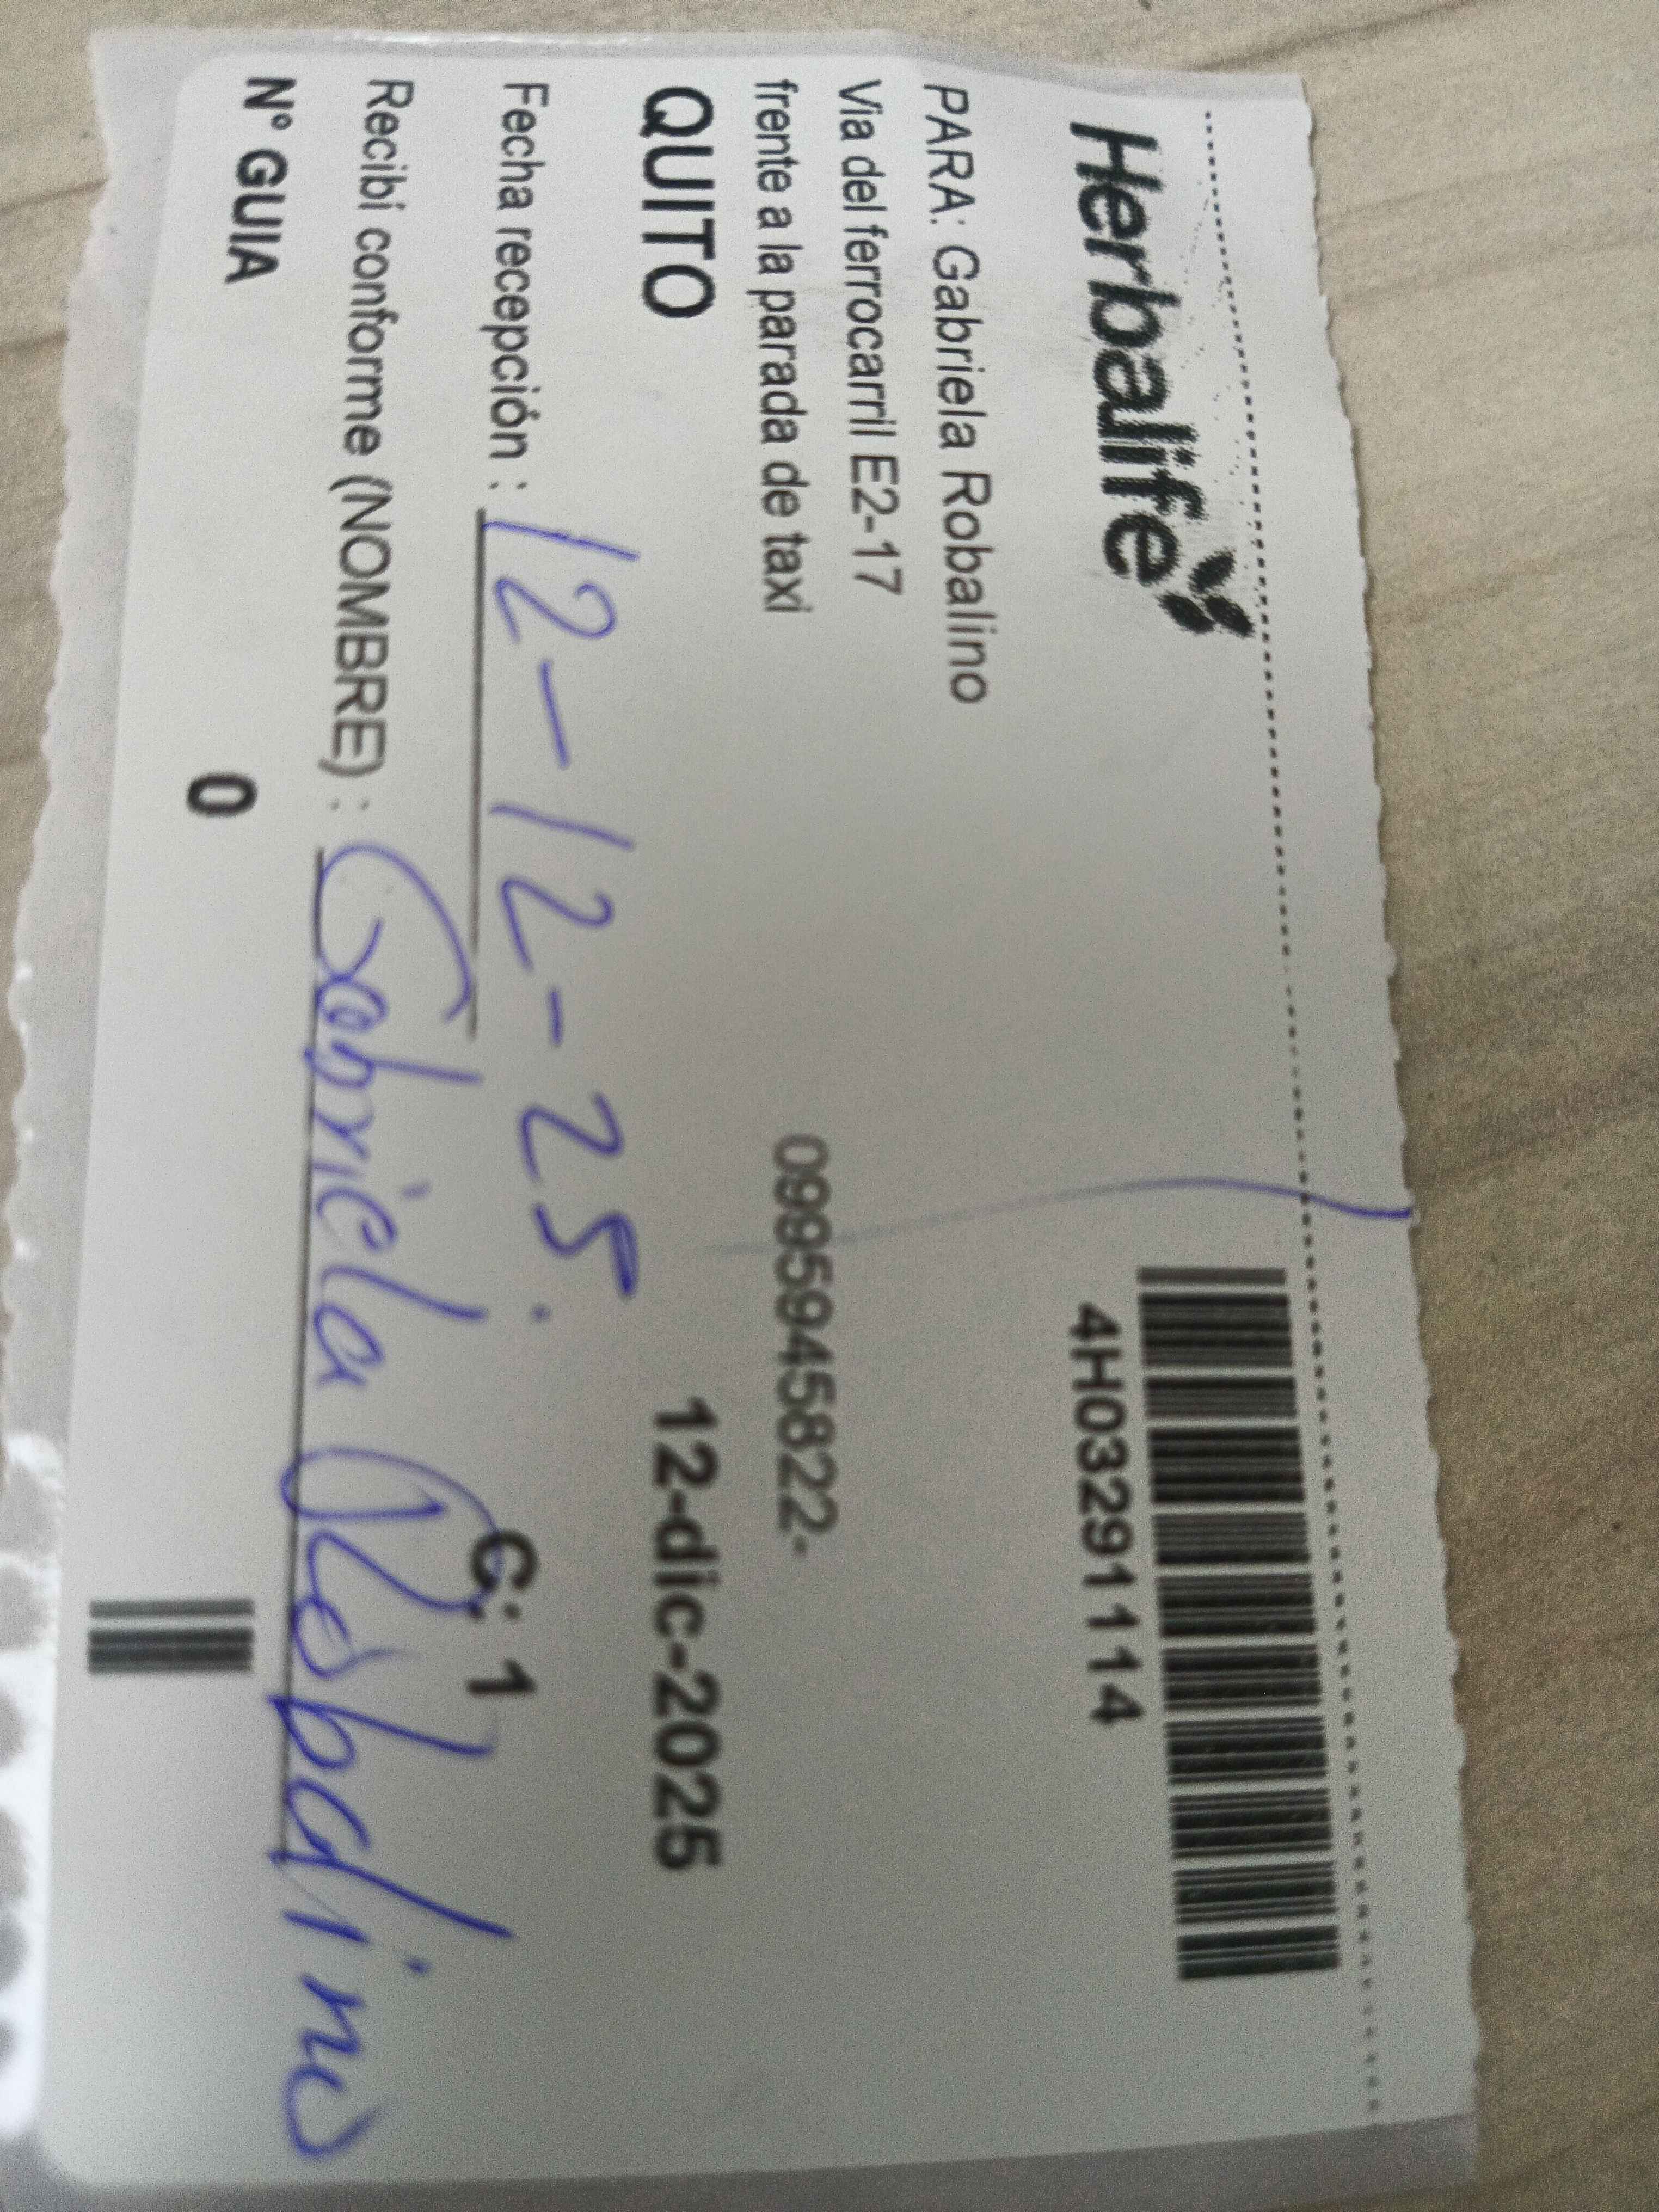 Herbalife
4H03291114
PARA: Gabriela Robalino
Via del ferrocarril E2-17
frente a la parada de taxi
0995945822-
QUITO
12-dic-2025
Fecha recepción : 12-12-25.
C: 1
Recibí conforme (NOMBRE) : Gabriela Robalino
N° GUIA 0